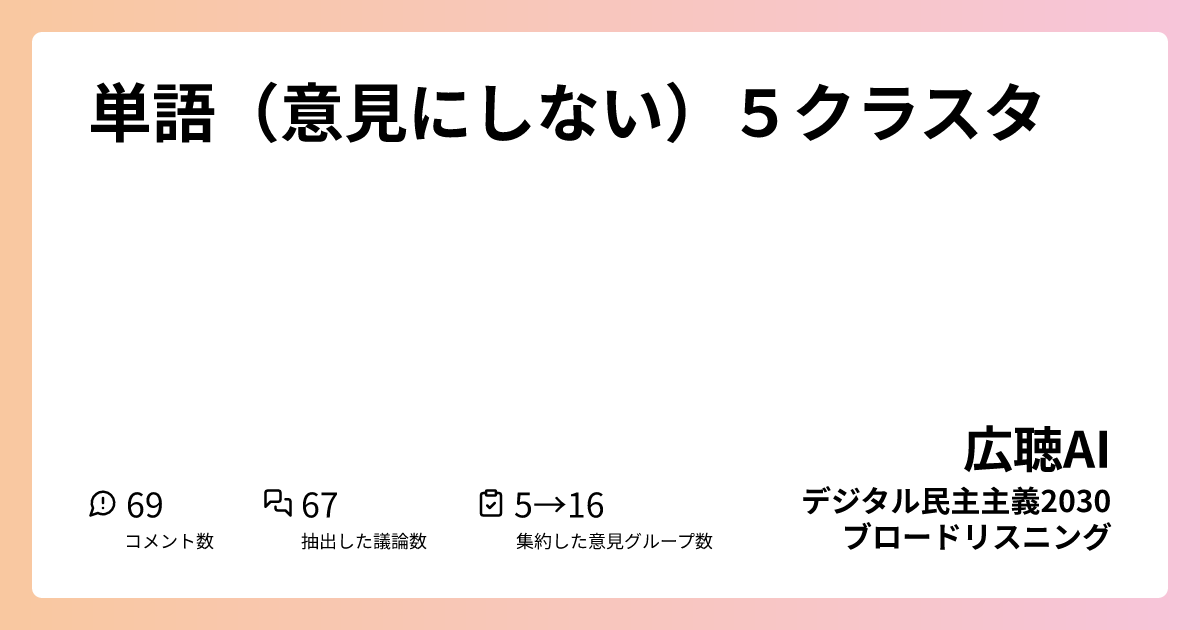 単語（意見にしない）５クラスタ
69
コメント数
67
抽出した議論数
5→16
集約した意見グループ数
広聴AI
デジタル民主主義2030
ブロードリスニング